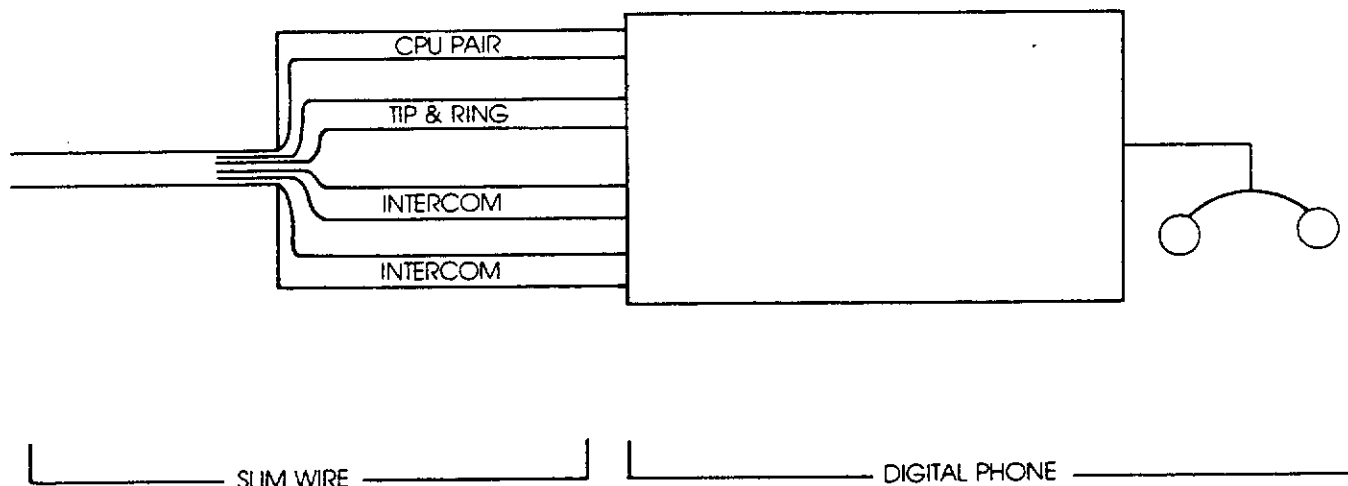 CPU PAIR
TIP & RING
INTERCOM
INTERCOM
SLIM WIRE
DIGITAL PHONE